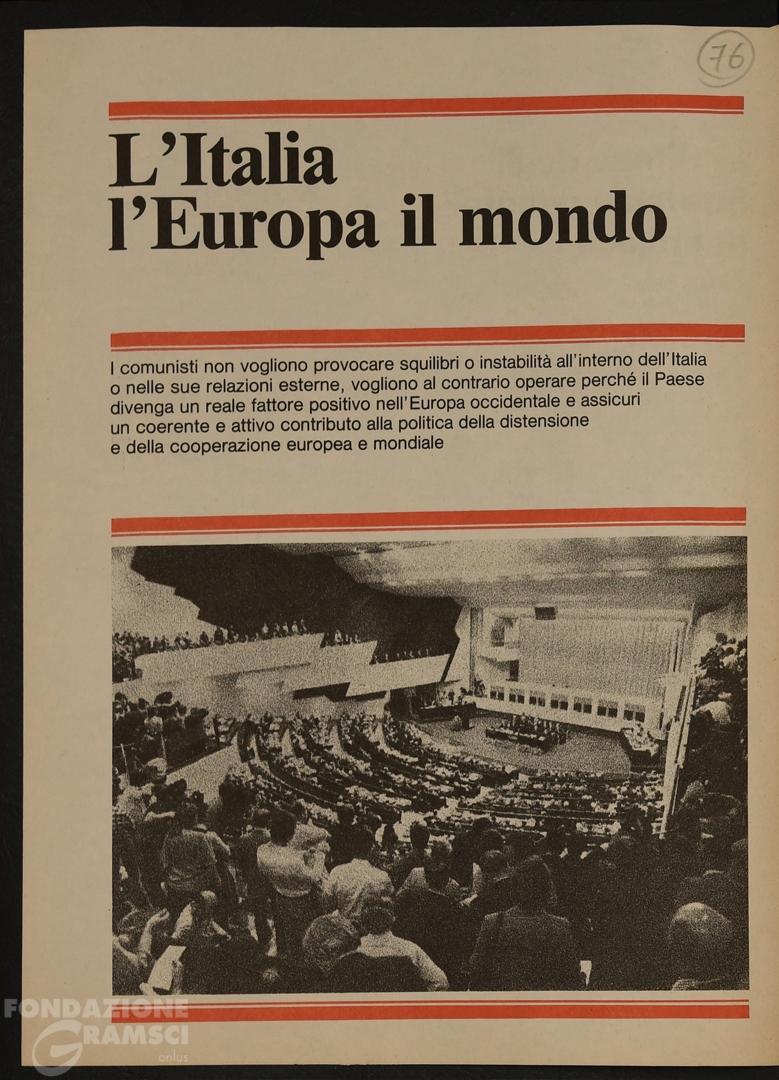 76
L'Italia
l'Europa il mondo
I comunisti non vogliono provocare squilibri o instabilità all'interno dell'Italia
o nelle sue relazioni esterne, vogliono al contrario operare perché il Paese
divenga un reale fattore positivo nell'Europa occidentale e assicuri
un coerente e attivo contributo alla politica della distensione
e della cooperazione europea e mondiale
FONDAZIONE
GRAMSCI
onlus